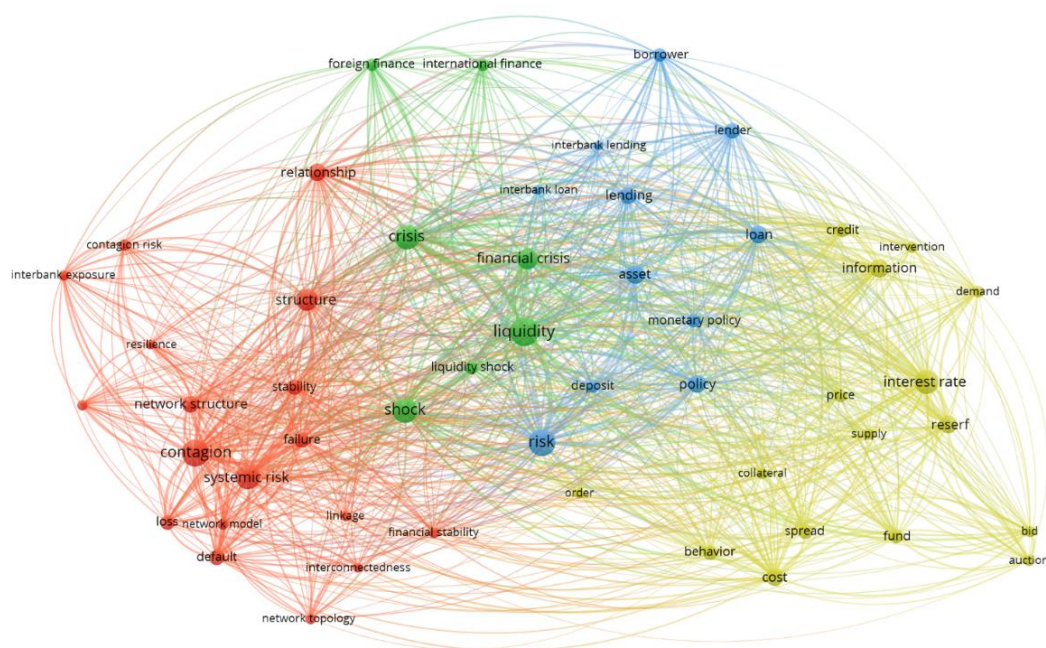 borrower
foreign finance
international finance
lender
interbank lending
relationship
interbank loan
lending
crisis
loan
credit
contagion risk
intervention
financial crisis
information
interbank exposure
asset
demand
structure
monetary policy
liquidity
resilience
liquidity shock
stability
deposit
policy
interest rate
price
network structure
shock
reserf
supply
failure
risk
contagion
collateral
systemic risk
order
linkage
loss
network model
financial stability
spread
fund
bid
behavior
default
auction
interconnectedness
cost
network topology